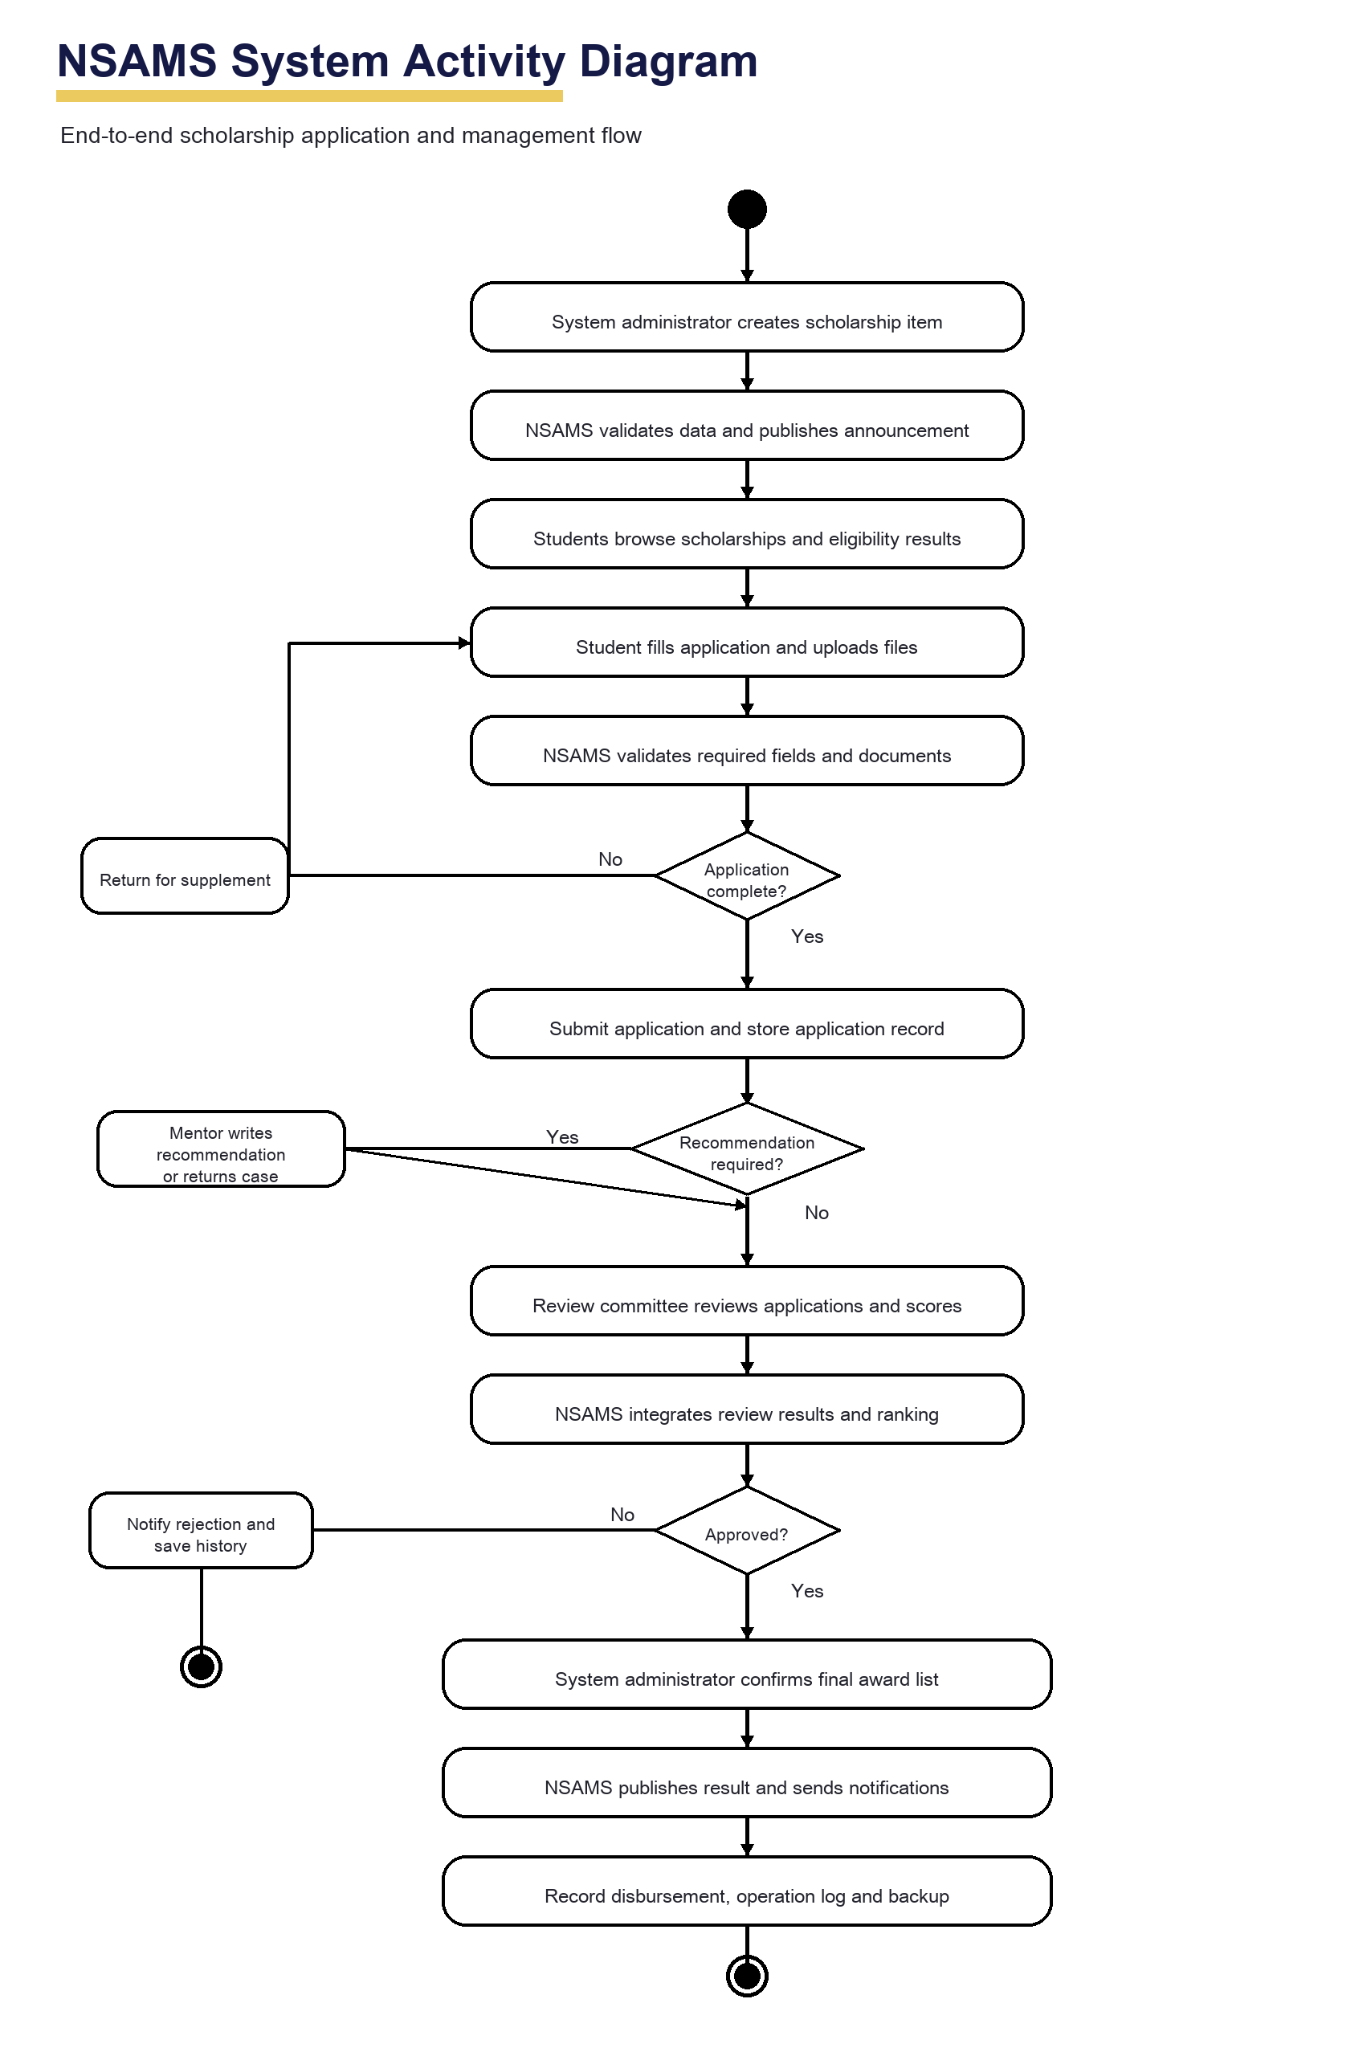 NSAMS System Activity Diagram
End-to-end scholarship application and management flow
System administrator creates scholarship item
NSAMS validates data and publishes announcement
Students browse scholarships and eligibility results
Student fills application and uploads files
NSAMS validates required fields and documents
Return for supplement
No
Application
complete?
Yes
Submit application and store application record
Mentor writes
recommendation
or returns case
Yes
Recommendation
required?
No
Review committee reviews applications and scores
NSAMS integrates review results and ranking
Notify rejection and
save history
No
Approved?
Yes
System administrator confirms final award list
NSAMS publishes result and sends notifications
Record disbursement, operation log and backup